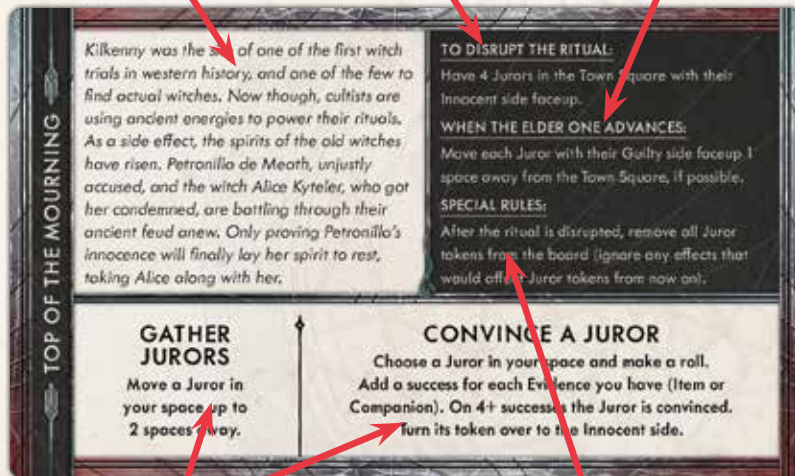 TOP OF THE MOURNING
Kilkenny was the of one of the first witch
trials in western history, and one of the few to
find actual witches. Now though, cultists are
using ancient energies to power their rituals.
As a side effect, the spirits of the old witches
have risen. Petronilla de Meath, unjustly
accused, and the witch Alice Kyteler, who got
her condemned, are battling through their
ancient feud anew. Only proving Petronilla's
innocence will finally lay her spirit to rest,
taking Alice along with her.
TO DISRUPT THE RITUAL:
Have 4 Jurors in the Town Square with their
Innocent side faceup.
WHEN THE ELDER ONE ADVANCES:
Move each Juror with their Guilty side faceup 1
space away from the Town Square, if possible.
SPECIAL RULES:
After the ritual is disrupted, remove all Juror
tokens from the board (ignore any effects that
would affect Juror tokens from now on).
GATHER
JURORS
Move a Juror in
your space up to
2 spaces away.
CONVINCE A JUROR
Choose a Juror in your space and make a roll.
Add a success for each Evidence you have (Item or
Companion). On 4+ successes the Juror is convinced.
Turn its token over to the Innocent side.